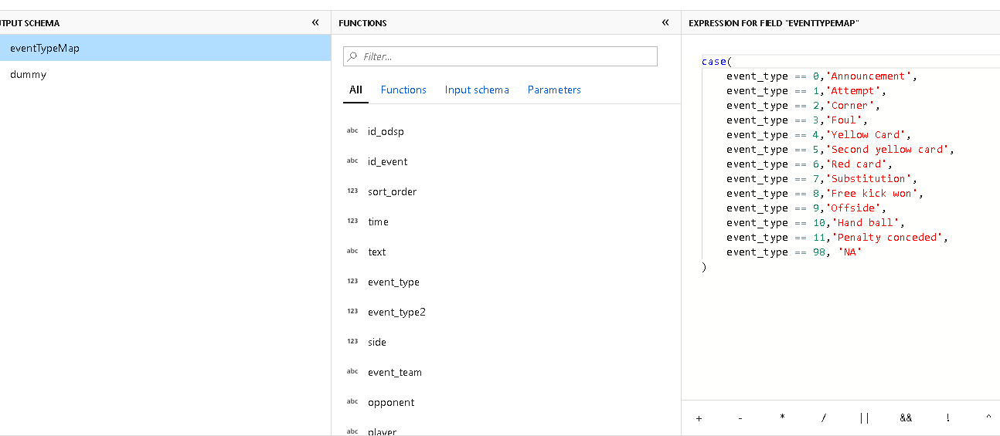 TPUT SCHEMA «
eventTypeMap
dummy
FUNCTIONS «
Filter...
All Functions Input schema Parameters
abc id_odsp
abc id_event
123 sort_order
123 time
abc text
123 event_type
123 event_type2
123 side
abc event_team
abc opponent
abc player
EXPRESSION FOR FIELD "EVENTTYPEMAP"
case(
event_type == 0,'Announcement',
event_type == 1,'Attempt',
event_type == 2,'Corner',
event_type == 3,'Foul',
event_type == 4,'Yellow Card',
event_type == 5,'Second yellow card',
event_type == 6,'Red card',
event_type == 7,'Substitution',
event_type == 8,'Free kick won',
event_type == 9,'Offside',
event_type == 10,'Hand ball',
event_type == 11,'Penalty conceded',
event_type == 98, 'NA'
)
+ - * / || && ! ^